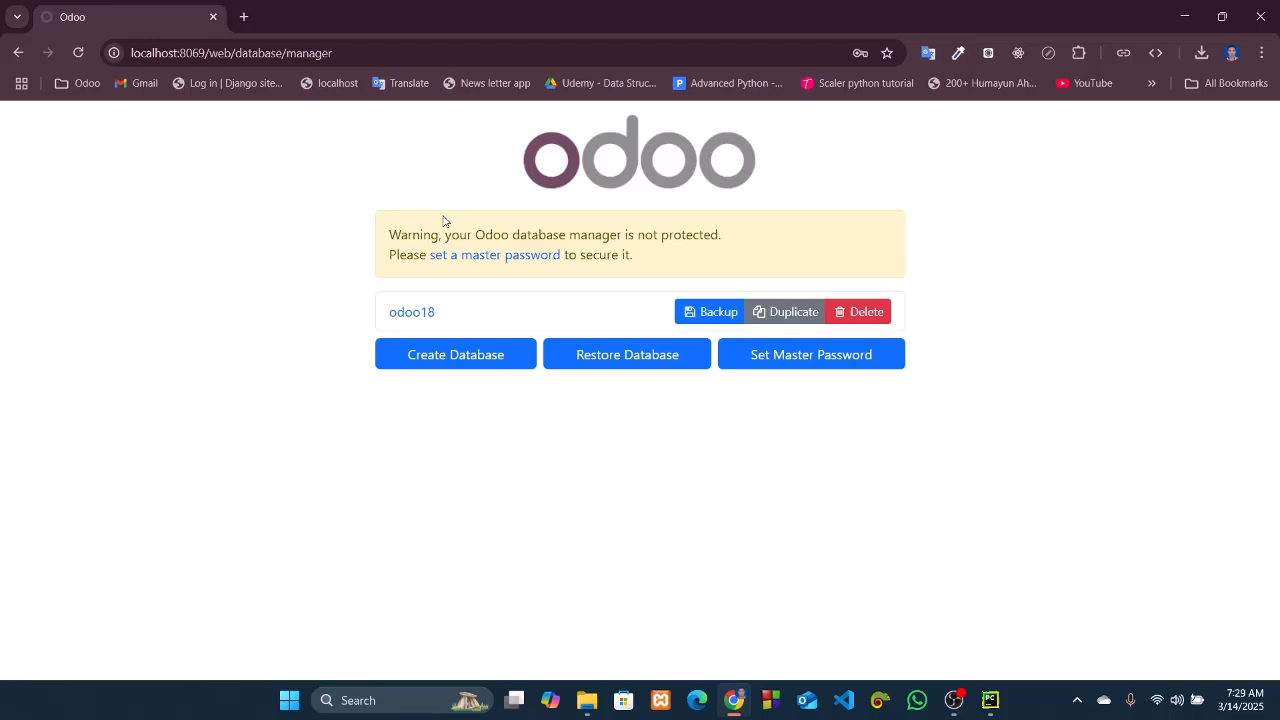 Odoo
localhost:8069/web/database/manager
Odoo
Gmail
Log in | Django site...
localhost
Translate
News letter app
Udemy - Data Struc...
Advanced Python -...
Scaler python tutorial
200+ Humayun Ah...
YouTube
All Bookmarks
odoo
Warning, your Odoo database manager is not protected.
Please set a master password to secure it.
odoo18
Backup
Duplicate
Delete
Create Database
Restore Database
Set Master Password
Search
7:29 AM
3/14/2025